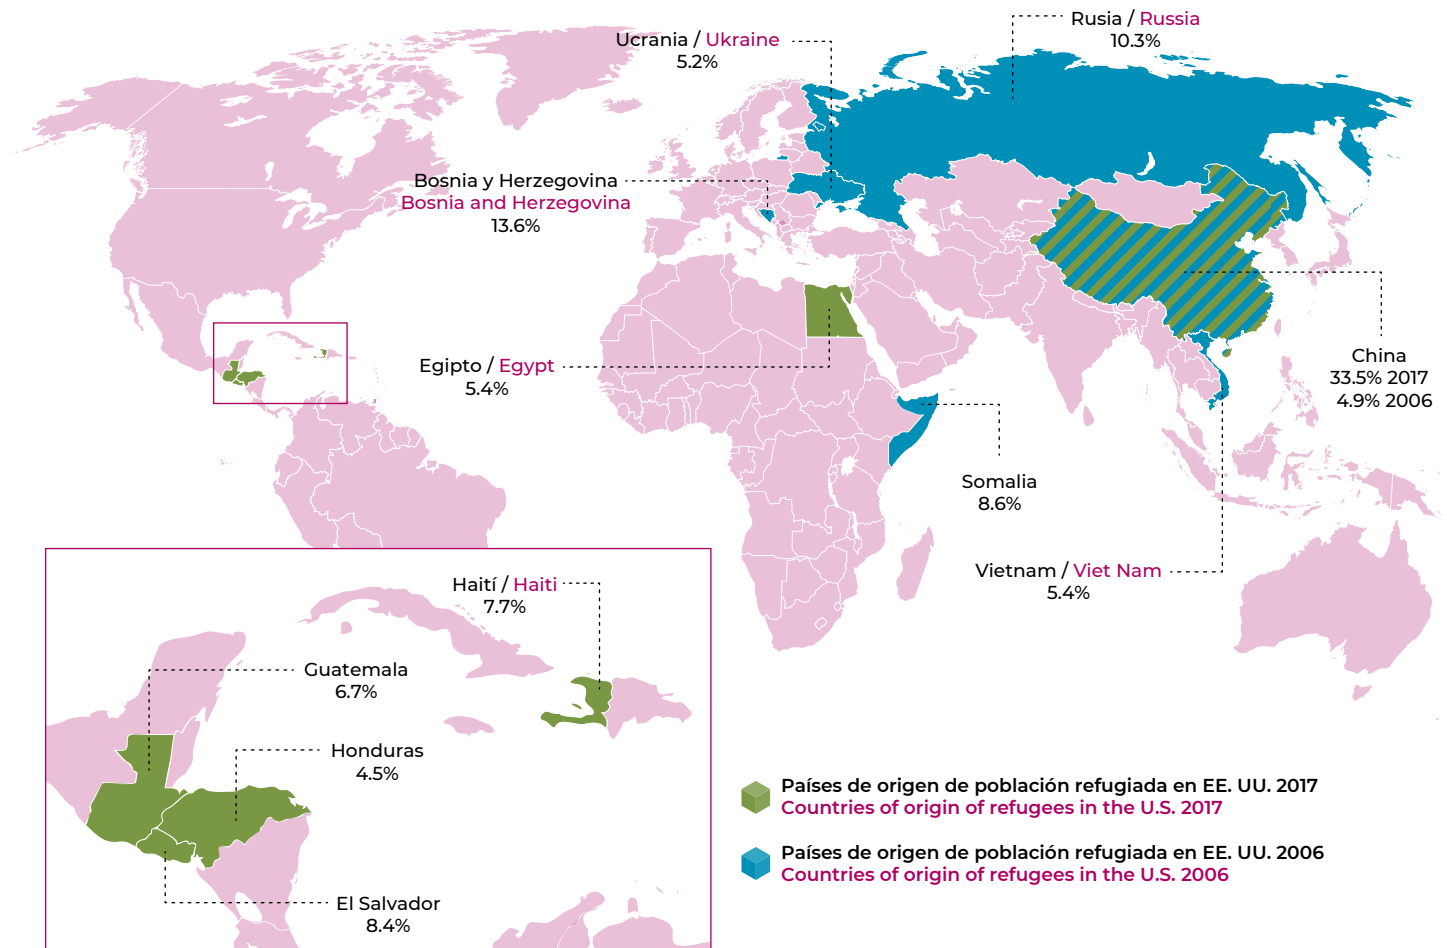 Rusia / Russia
10.3%
Ucrania / Ukraine
5.2%
Bosnia y Herzegovina
Bosnia and Herzegovina
13.6%
Egipto / Egypt
5.4%
China
33.5% 2017
4.9% 2006
Somalia
8.6%
Vietnam / Viet Nam
5.4%
Haití / Haiti
7.7%
Guatemala
6.7%
Honduras
4.5%
El Salvador
8.4%
Países de origen de población refugiada en EE. UU. 2017
Countries of origin of refugees in the U.S. 2017
Países de origen de población refugiada en EE. UU. 2006
Countries of origin of refugees in the U.S. 2006